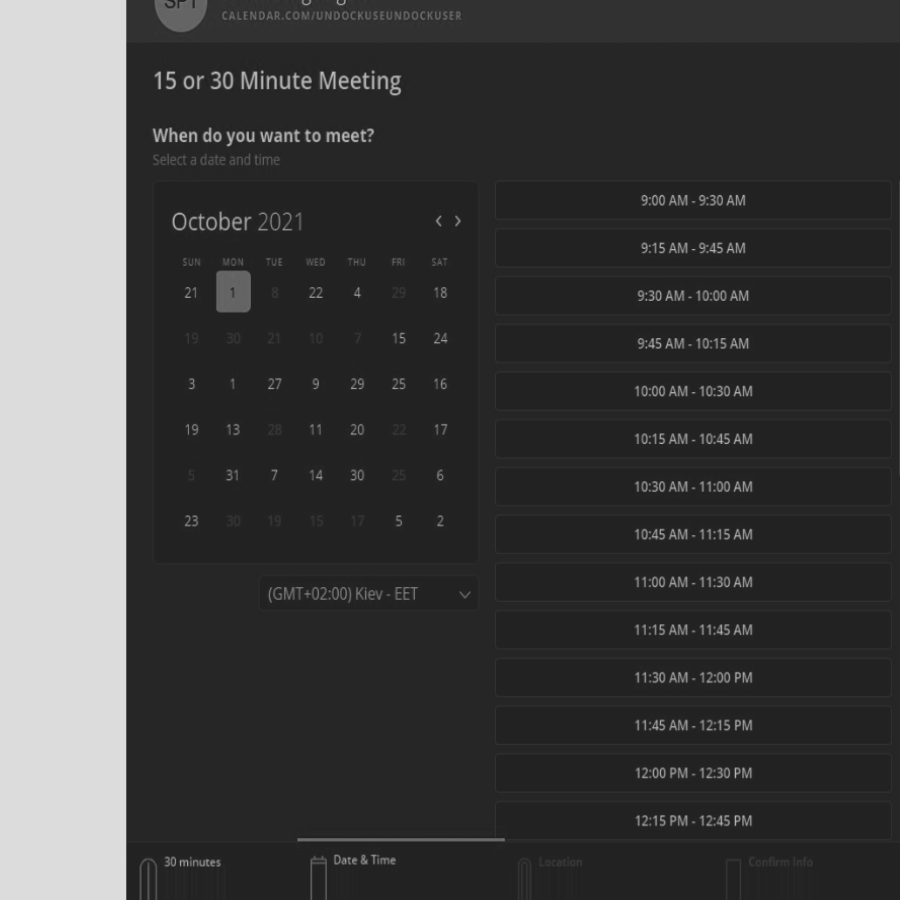 CALENDAR.COM/UNDOCKUSEUNDOCKUSER
15 or 30 Minute Meeting
When do you want to meet?
Select a date and time
October 2021
SUN MON TUE WED THU FRI SAT
21 1 8 22 4 29 18
19 30 21 10 7 15 24
3 1 27 9 29 25 16
19 13 28 11 20 22 17
5 31 7 14 30 25 6
23 30 19 15 17 5 2
(GMT+02:00) Kiev - EET
9:00 AM - 9:30 AM
9:15 AM - 9:45 AM
9:30 AM - 10:00 AM
9:45 AM - 10:15 AM
10:00 AM - 10:30 AM
10:15 AM - 10:45 AM
10:30 AM - 11:00 AM
10:45 AM - 11:15 AM
11:00 AM - 11:30 AM
11:15 AM - 11:45 AM
11:30 AM - 12:00 PM
11:45 AM - 12:15 PM
12:00 PM - 12:30 PM
12:15 PM - 12:45 PM
30 minutes
Date & Time
Location
Confirm Info